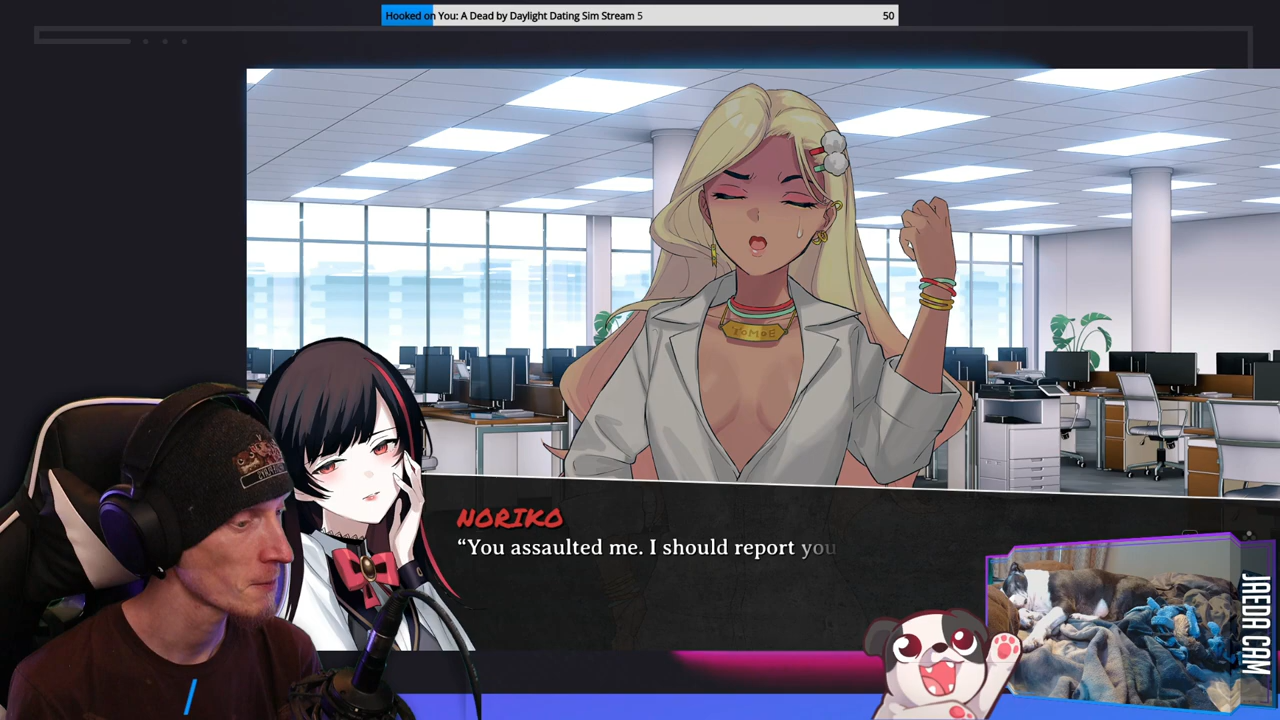 Hooked on You: A Dead by Daylight Dating Sim Stream 5
50
TOMOE
NORIKO
“You assaulted me. I should report you
JAEDA CAM